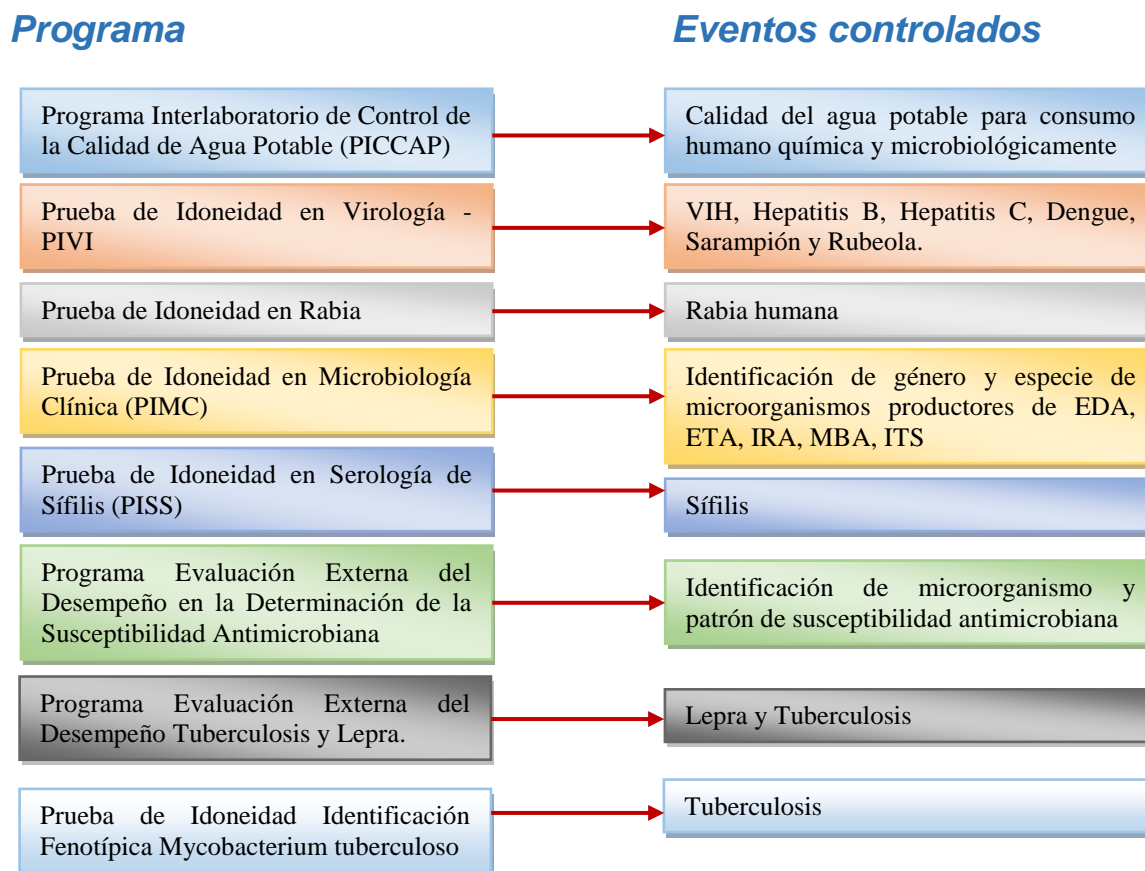 Programa
Eventos controlados
Programa Interlaboratorio de Control de
la Calidad de Agua Potable (PICCAP)
Calidad del agua potable para consumo
humano química y microbiológicamente
Prueba de Idoneidad en Virología -
PIVI
VIH, Hepatitis B, Hepatitis C, Dengue,
Sarampión y Rubeola.
Prueba de Idoneidad en Rabia
Rabia humana
Prueba de Idoneidad en Microbiología
Clínica (PIMC)
Identificación de género y especie de
microorganismos productores de EDA,
ETA, IRA, MBA, ITS
Prueba de Idoneidad en Serología de
Sífilis (PISS)
Sífilis
Programa Evaluación Externa del
Desempeño en la Determinación de la
Susceptibilidad Antimicrobiana
Identificación de microorganismo y
patrón de susceptibilidad antimicrobiana
Programa Evaluación Externa del
Desempeño Tuberculosis y Lepra.
Lepra y Tuberculosis
Prueba de Idoneidad Identificación
Fenotípica Mycobacterium tuberculoso
Tuberculosis